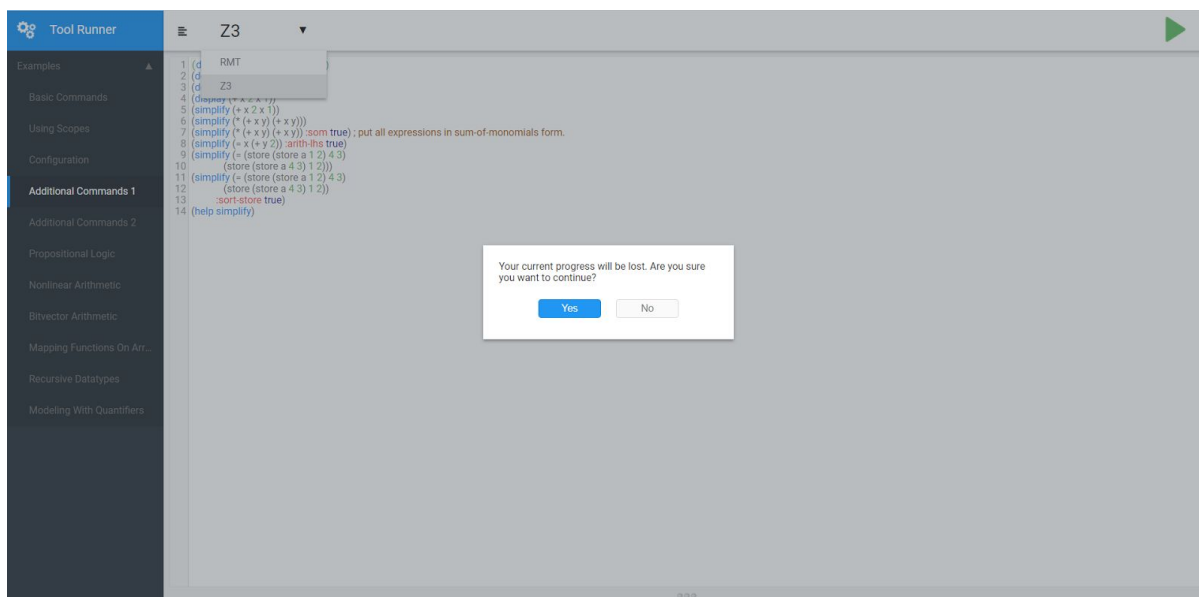 Tool Runner
Z3
Examples
RMT
Z3
Basic Commands
Using Scopes
Configuration
Additional Commands 1
Additional Commands 2
Propositional Logic
Nonlinear Arithmetic
Bitvector Arithmetic
Mapping Functions On Arr...
Recursive Datatypes
Modeling With Quantifiers
1 (d
2 (d
3 (d
4 (display (+ x 2 x 1))
5 (simplify (+ x 2 x 1))
6 (simplify (* (+ x y) (+ x y)))
7 (simplify (* (+ x y) (+ x y)) :som true) ; put all expressions in sum-of-monomials form.
8 (simplify (= x (+ y 2)) :arith-lhs true)
9 (simplify (= (store (store a 1 2) 4 3)
10 (store (store a 4 3) 1 2)))
11 (simplify (= (store (store a 1 2) 4 3)
12 (store (store a 4 3) 1 2))
13 :sort-store true)
14 (help simplify)
Your current progress will be lost. Are you sure
you want to continue?
Yes
No